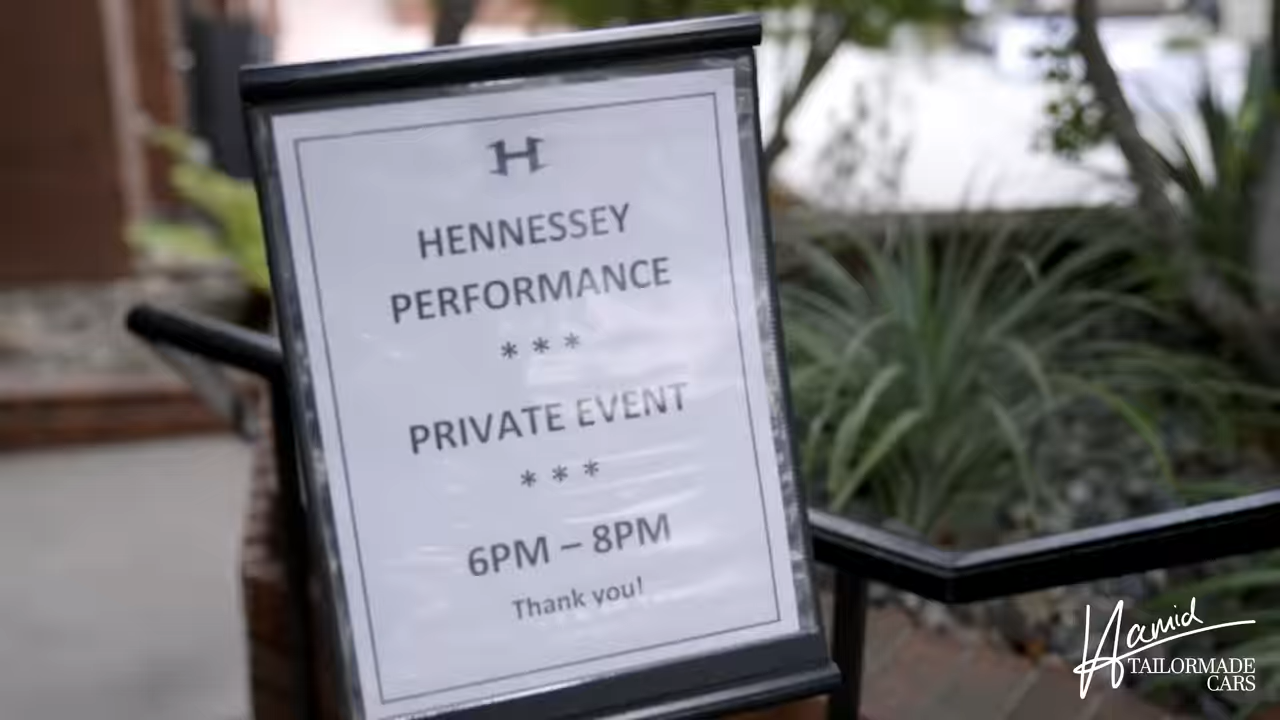 H
HENNESSEY
PERFORMANCE
* * *
PRIVATE EVENT
* * *
6PM – 8PM
Thank you!
Hamid
TAILORMADE
CARS